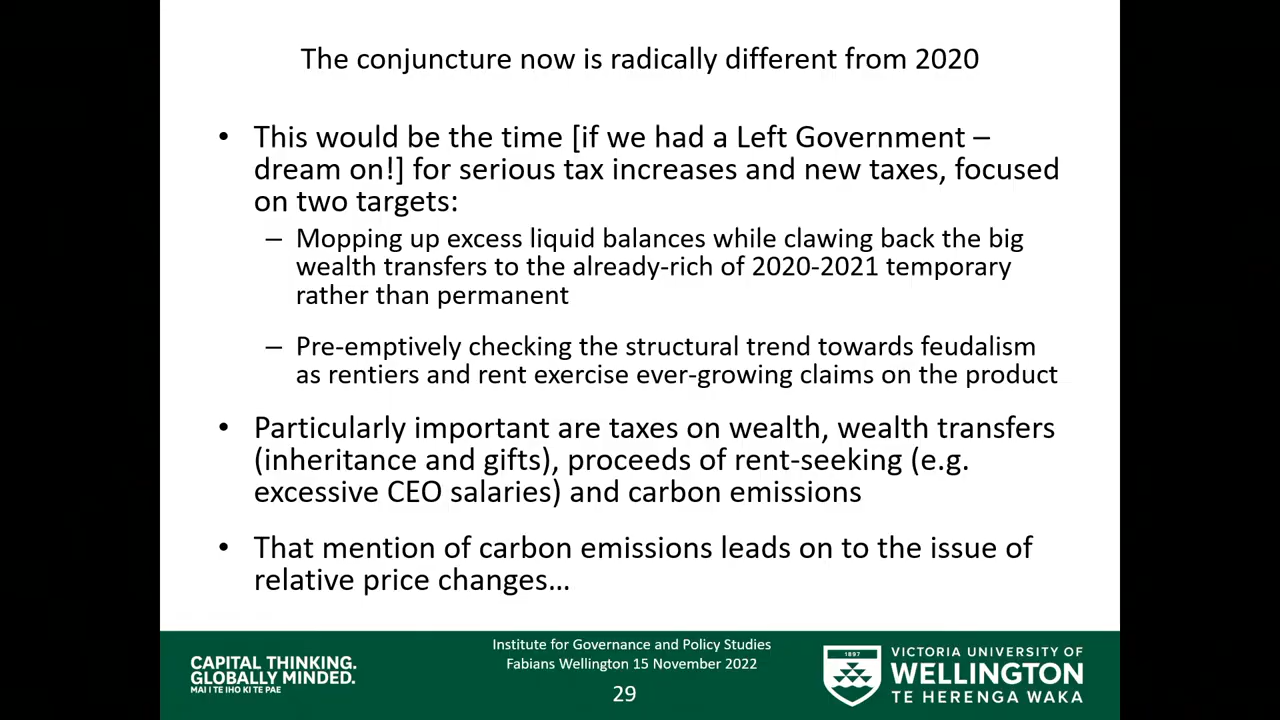 The conjuncture now is radically different from 2020
• This would be the time [if we had a Left Government –
dream on!] for serious tax increases and new taxes, focused
on two targets:
– Mopping up excess liquid balances while clawing back the big
wealth transfers to the already-rich of 2020-2021 temporary
rather than permanent
– Pre-emptively checking the structural trend towards feudalism
as rentiers and rent exercise ever-growing claims on the product
• Particularly important are taxes on wealth, wealth transfers
(inheritance and gifts), proceeds of rent-seeking (e.g.
excessive CEO salaries) and carbon emissions
• That mention of carbon emissions leads on to the issue of
relative price changes…
CAPITAL THINKING.
GLOBALLY MINDED.
MAI I TE IHO KI TE PAE
Institute for Governance and Policy Studies
Fabians Wellington 15 November 2022
29
1897
VICTORIA UNIVERSITY OF
WELLINGTON
TE HERENGA WAKA